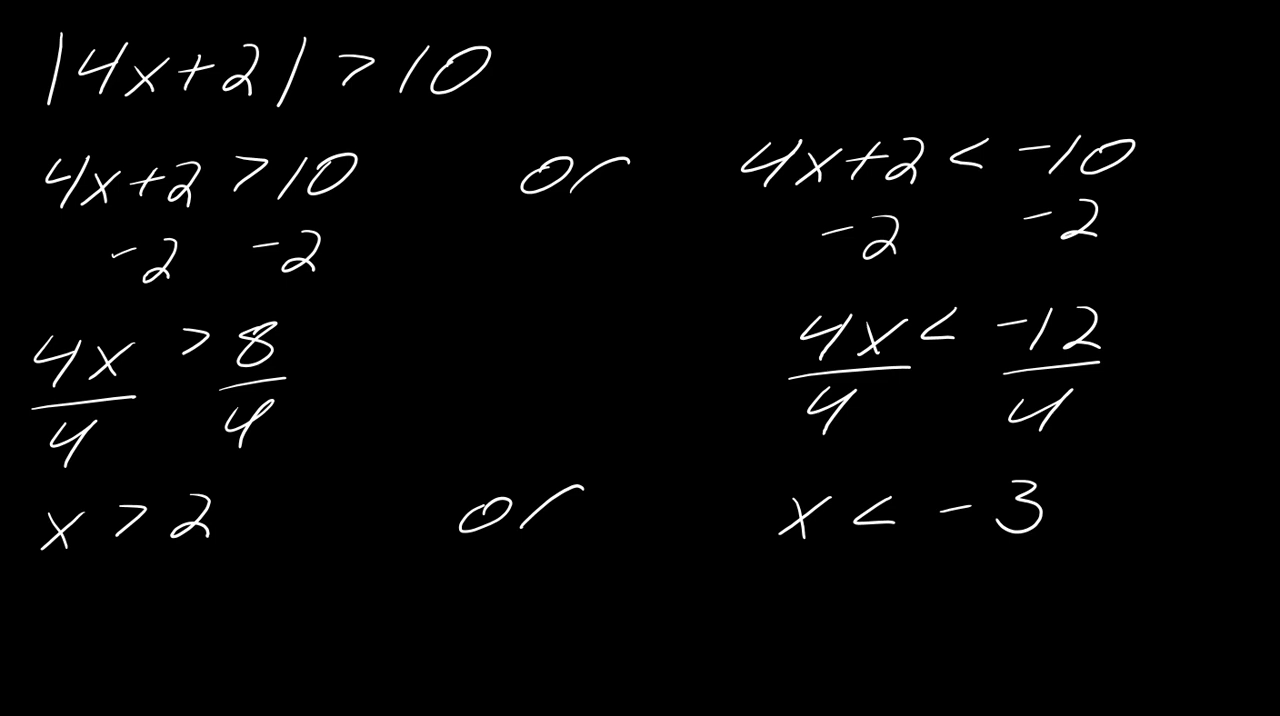 |4x+2| > 10
4x+2 > 10 or 4x+2 < -10
-2 -2 -2 -2
4x > 8 4x < -12
4 4 4 4
x > 2 or x < -3